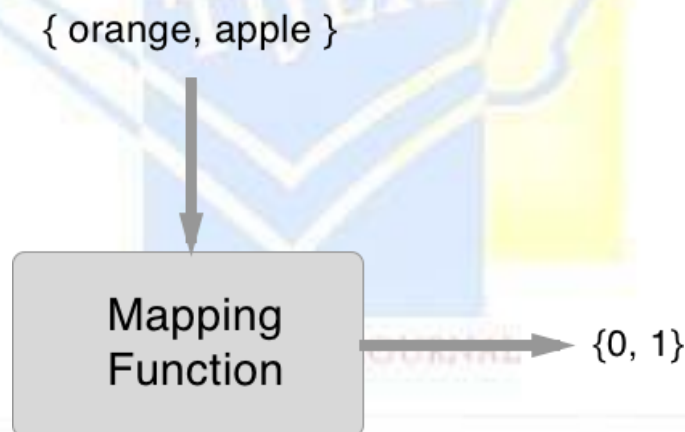 { orange, apple }
Mapping
Function
{0, 1}